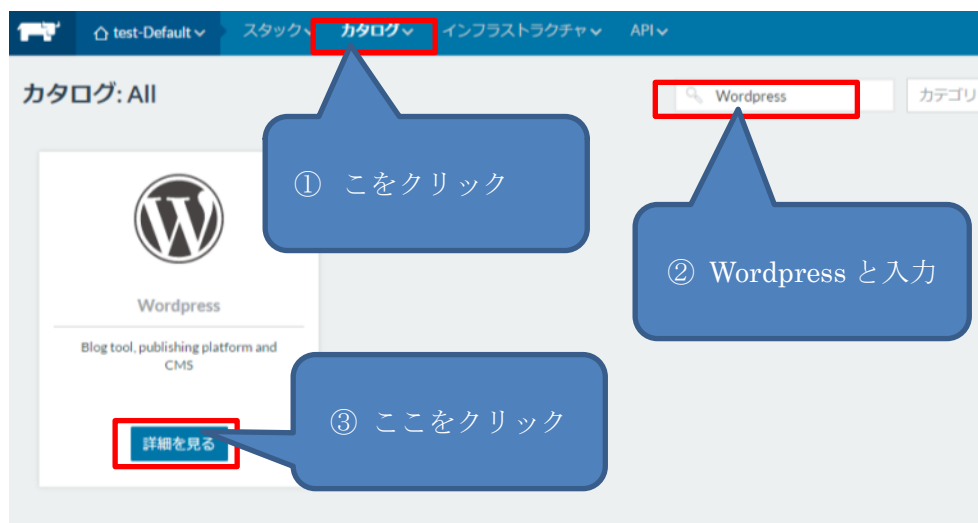 test-Default スタック カタログ インフラストラクチャ API
カタログ: All
Wordpress
カテゴリ
① こをクリック
② Wordpress と入力
Wordpress
Blog tool, publishing platform and
CMS
③ ここをクリック
詳細を見る